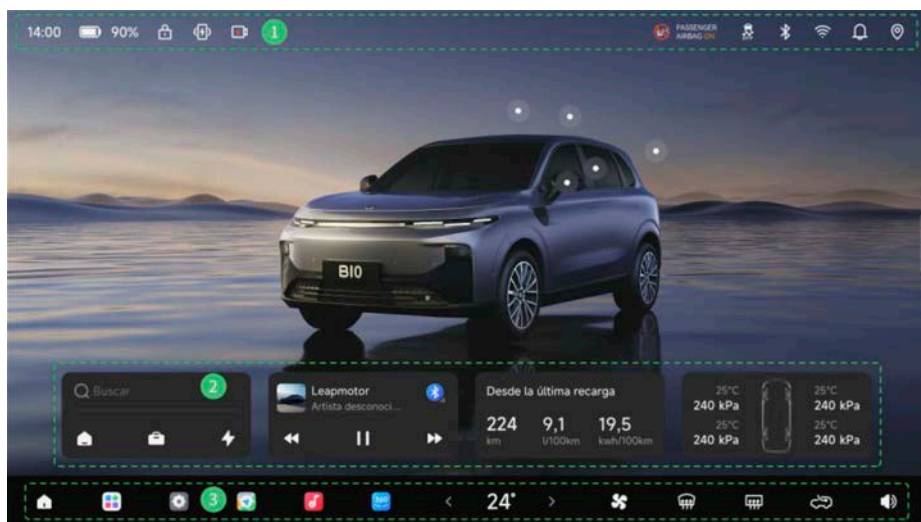 14:00 90% 1 PASSENGER
AIRBAG ON
B10
Buscar 2
Leapmotor
Artista desconoci...
Desde la última recarga
224 9,1 19,5
km l/100km kwh/100km
25°C 25°C
240 kPa 240 kPa
25°C 25°C
240 kPa 240 kPa
3 360 < 24° >